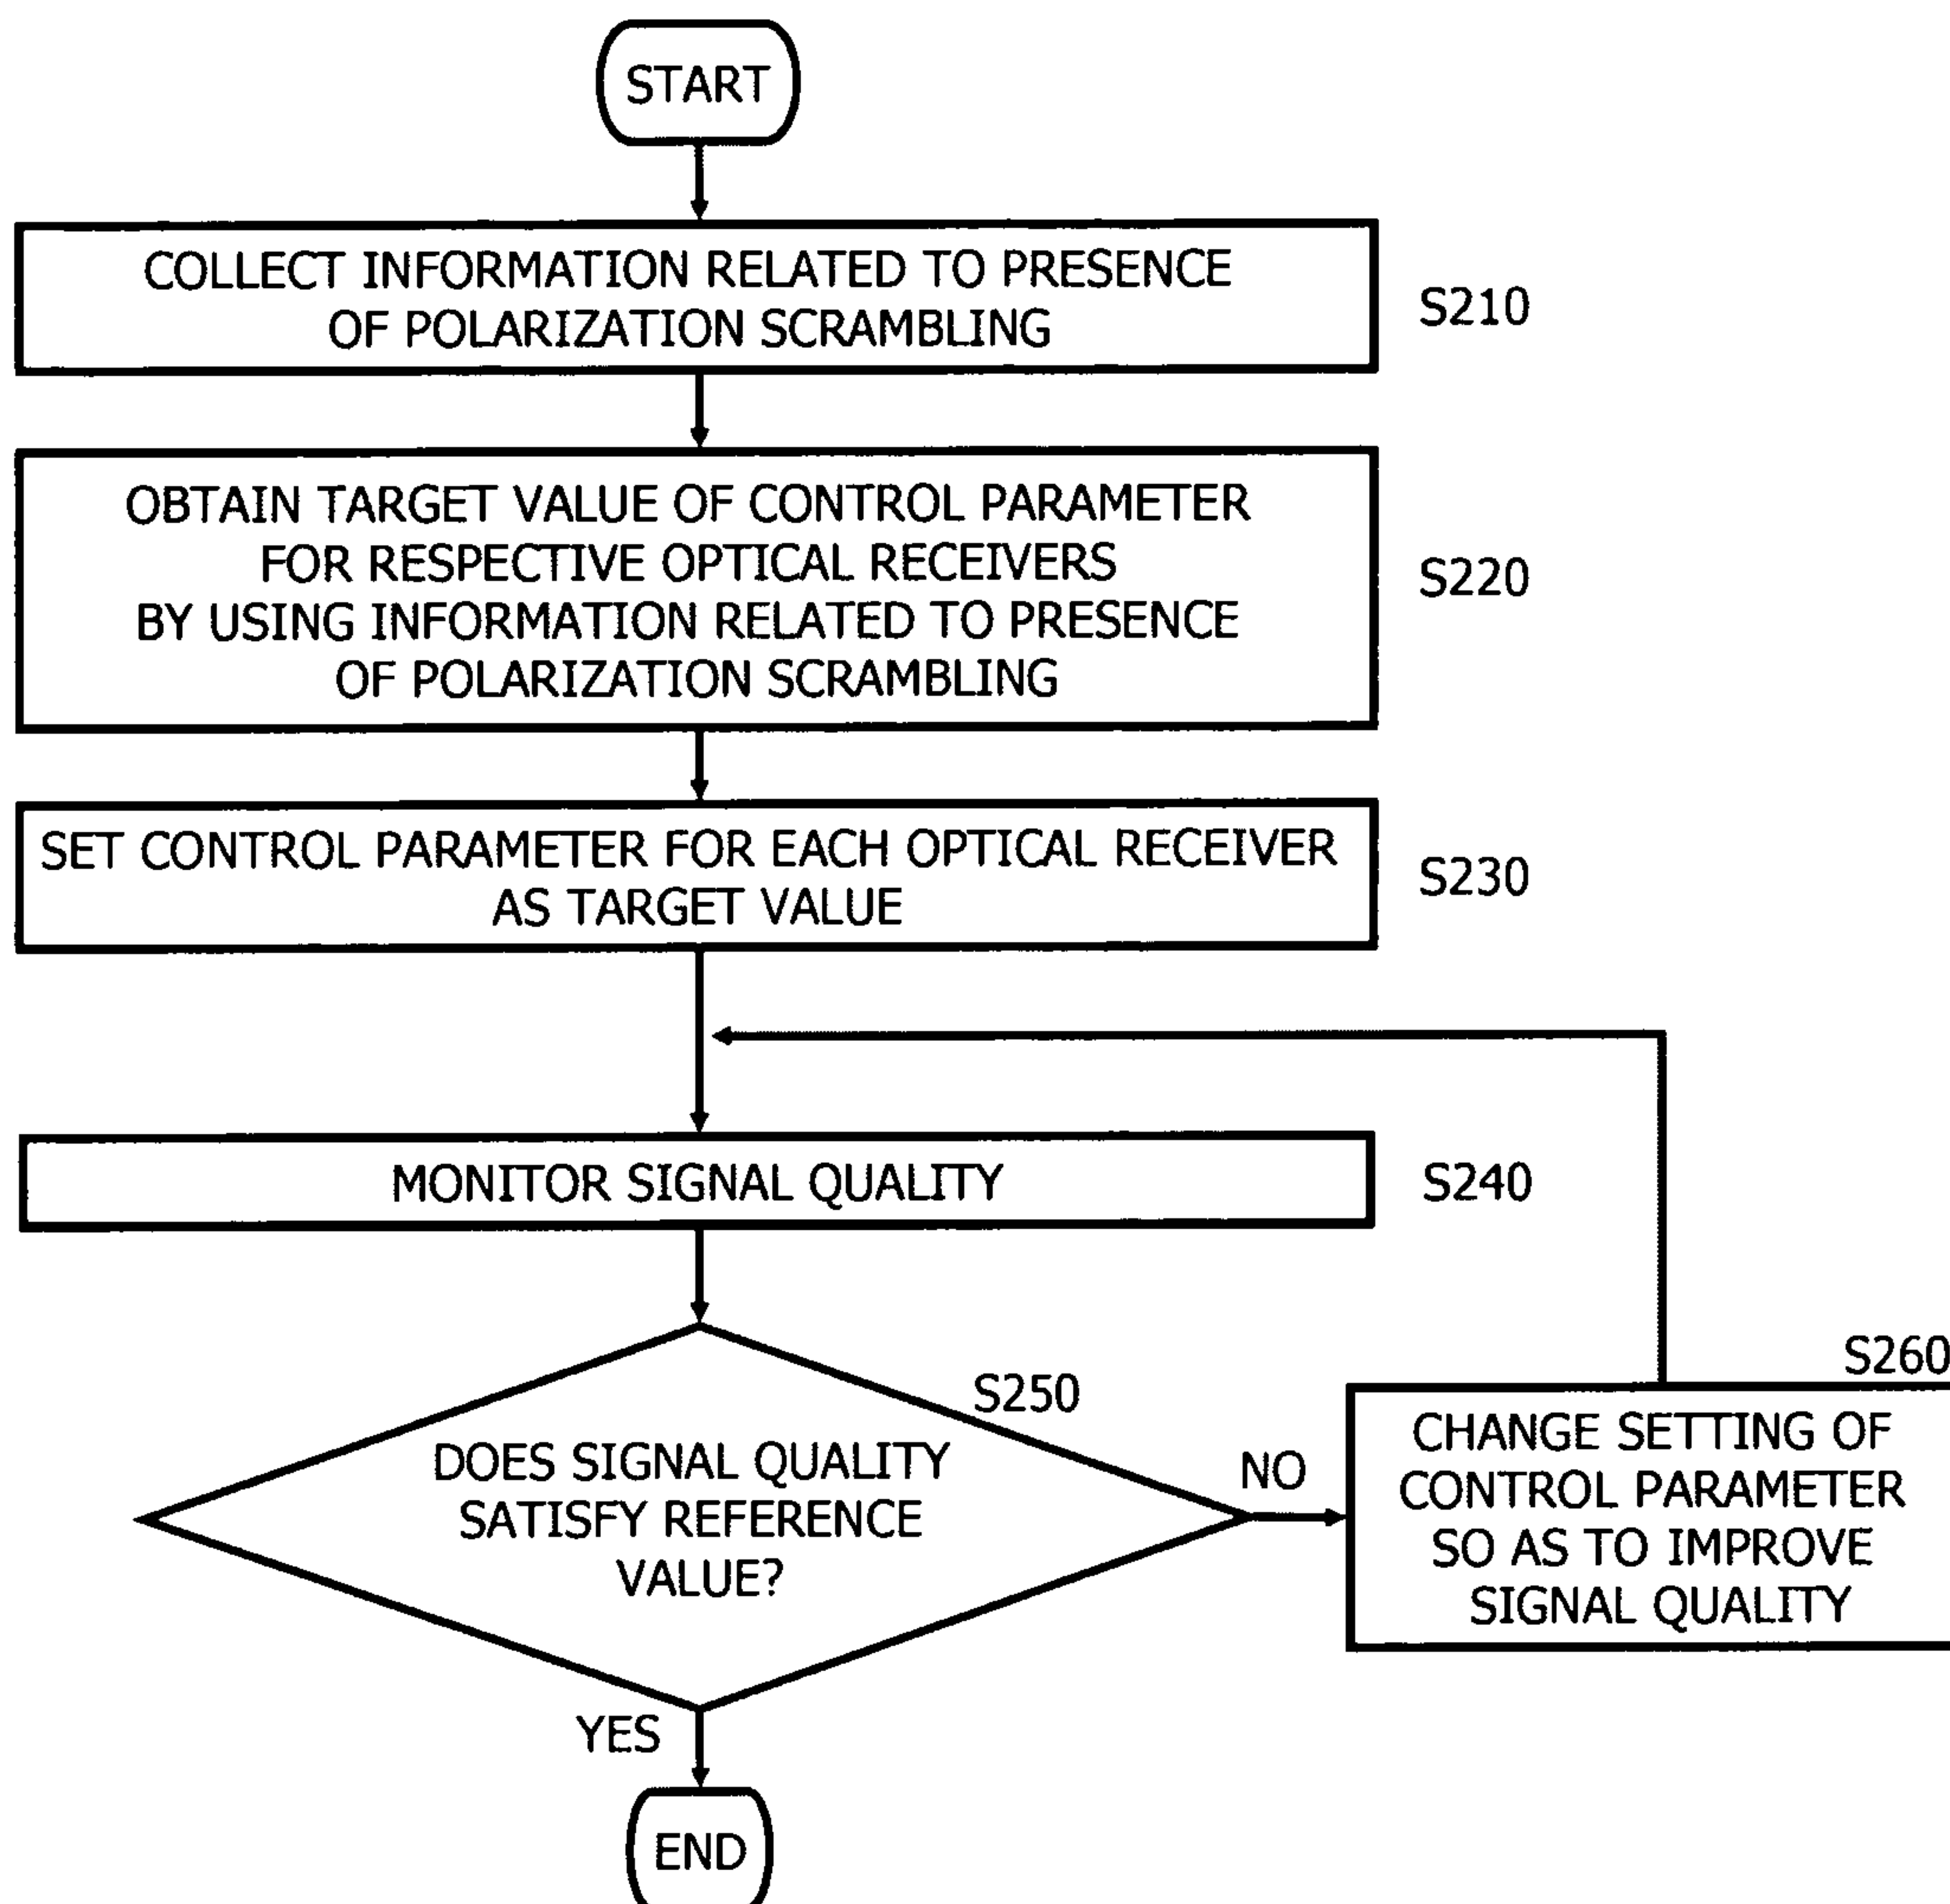 START
COLLECT INFORMATION RELATED TO PRESENCE
OF POLARIZATION SCRAMBLING
S210
OBTAIN TARGET VALUE OF CONTROL PARAMETER
FOR RESPECTIVE OPTICAL RECEIVERS
BY USING INFORMATION RELATED TO PRESENCE
OF POLARIZATION SCRAMBLING
S220
SET CONTROL PARAMETER FOR EACH OPTICAL RECEIVER
AS TARGET VALUE
S230
MONITOR SIGNAL QUALITY
S240
S250
DOES SIGNAL QUALITY
SATISFY REFERENCE
VALUE?
NO
S260
CHANGE SETTING OF
CONTROL PARAMETER
SO AS TO IMPROVE
SIGNAL QUALITY
YES
END